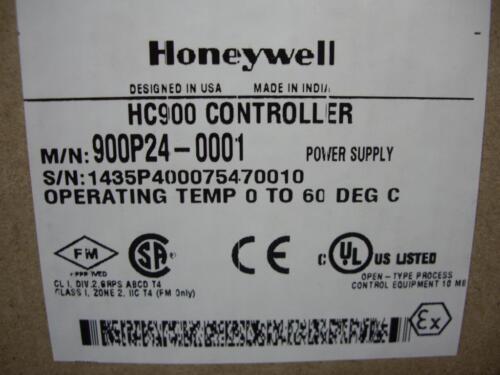 Honeywell
DESIGNED IN USA MADE IN INDIA
HC900 CONTROLLER
M/N: 900P24-0001 POWER SUPPLY
S/N: 1435P400075470010
OPERATING TEMP 0 TO 60 DEG C
FM
APPROVED
SA
CE
C UL US LISTED
CL I, DIV. 2, GRPS ABCD T4
CLASS I, ZONE 2, IIC T4 (FM Only)
OPEN-TYPE PROCESS
CONTROL EQUIPMENT 10
Ex